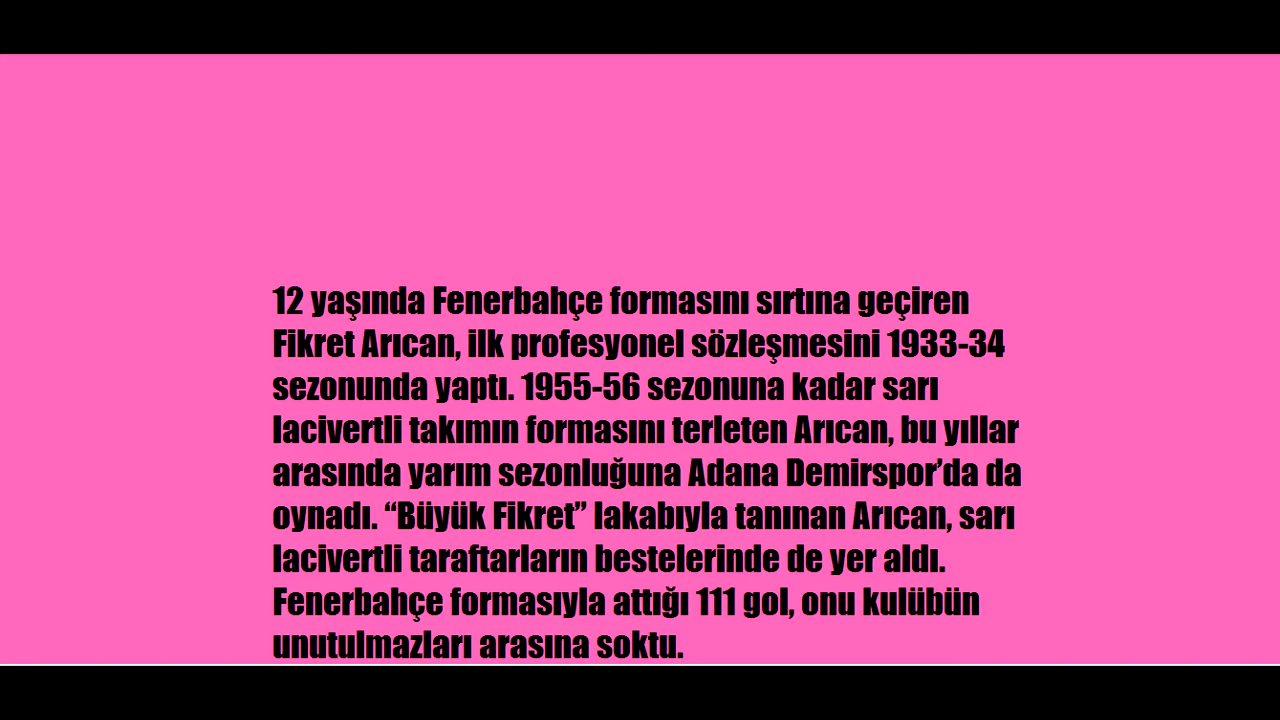 12 yaşında Fenerbahçe formasını sırtına geçiren
Fikret Arıcan, ilk profesyonel sözleşmesini 1933-34
sezonunda yaptı. 1955-56 sezonuna kadar sarı
lacivertli takımın formasını terleten Arıcan, bu yıllar
arasında yarım sezonluğuna Adana Demirspor’da da
oynadı. “Büyük Fikret” lakabıyla tanınan Arıcan, sarı
lacivertli taraftarların bestelerinde de yer aldı.
Fenerbahçe formasıyla attığı 111 gol, onu kulübün
unutulmazları arasına soktu.